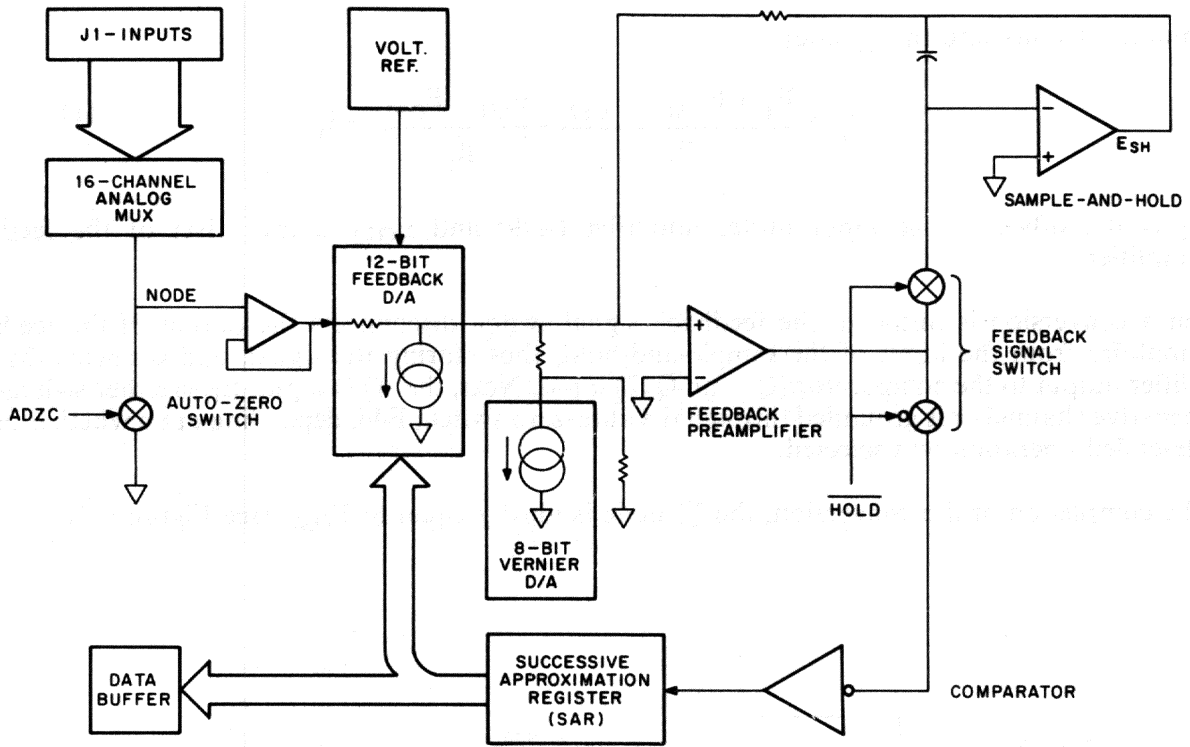 J1-INPUTS
VOLT.
REF.
16-CHANNEL
ANALOG
MUX
12-BIT
FEEDBACK
D/A
NODE
ADZC
AUTO-ZERO
SWITCH
8-BIT
VERNIER
D/A
+
-
FEEDBACK
PREAMPLIFIER
-
+
ESH
SAMPLE-AND-HOLD
FEEDBACK
SIGNAL
SWITCH
HOLD
DATA
BUFFER
SUCCESSIVE
APPROXIMATION
REGISTER
(SAR)
COMPARATOR